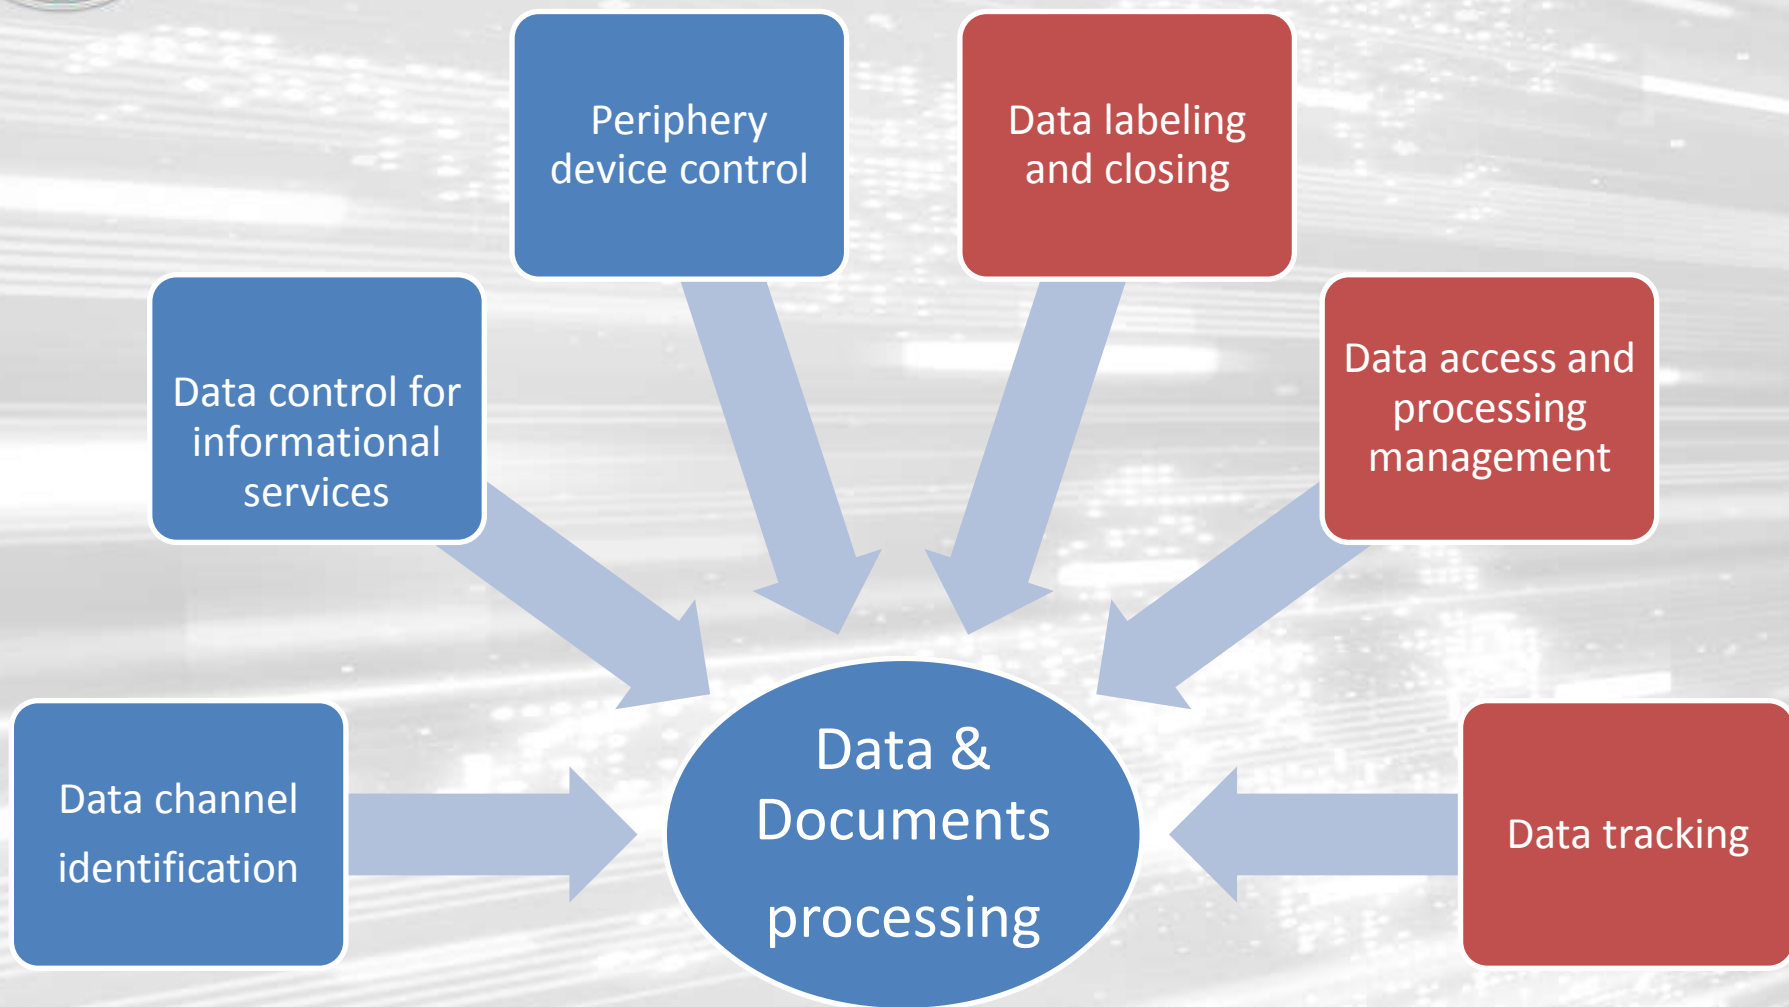 Periphery
device control
Data labeling
and closing
Data control for
informational
services
Data access and
processing
management
Data channel
identification
Data &
Documents
processing
Data tracking